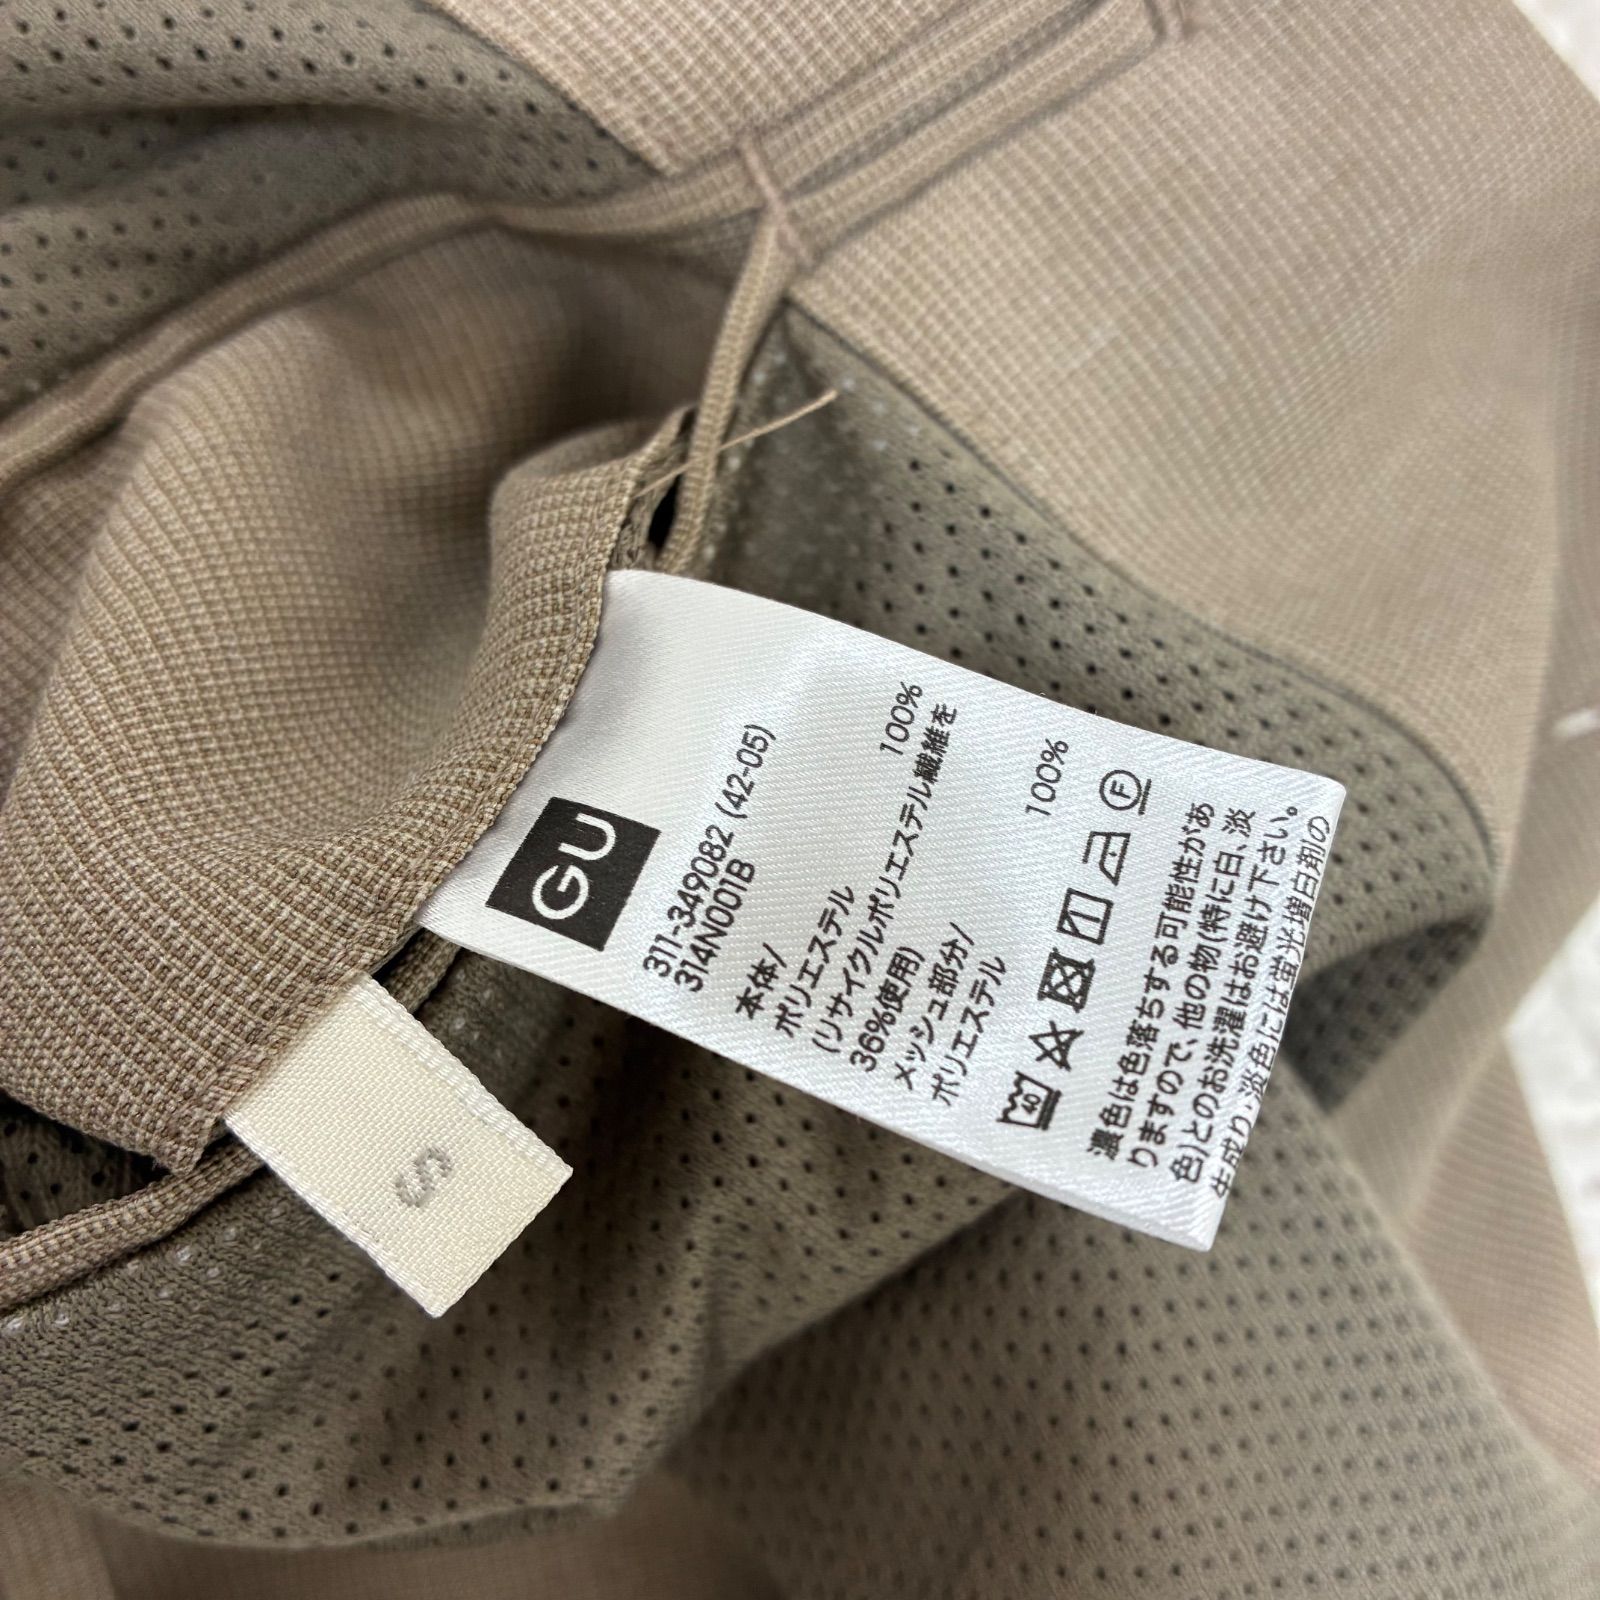 GU
311-349082 (42-05)
314N001B
本体/
ポリエステル 100%
(リサイクルポリエステル繊維を
36%使用)
メッシュ部分/
ポリエステル 100%
40
F
濃色は色落ちする可能性があ
りますので、他の物(特に白、淡
色)とのお洗濯はお避け下さい。
生成り・淡色には蛍光増白剤の
S